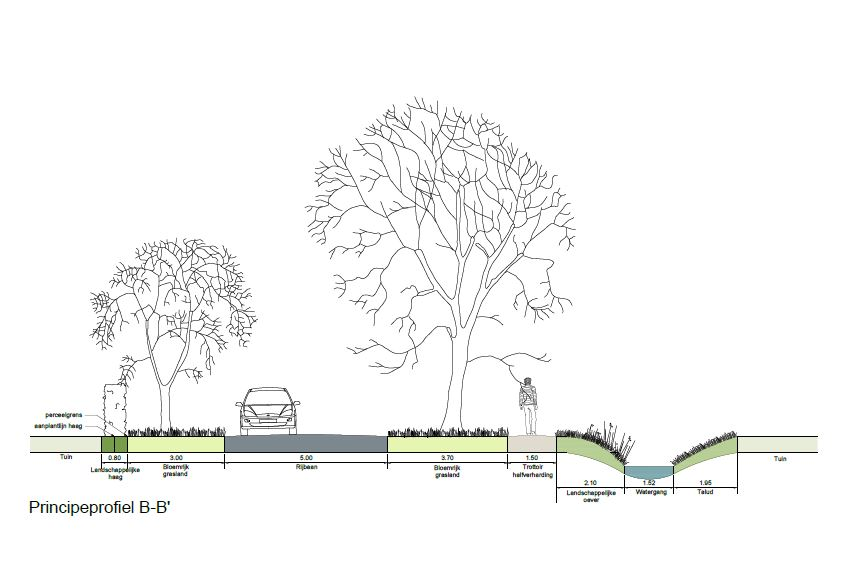 perceelgrens
aanplantlijn haag
Tuin
0.80
3.00
5.00
3.70
1.50
Tuin
Landschappelijke
haag
Bloemrijk
grasland
Rijbaan
Bloemrijk
grasland
Trottoir
halfverharding
2.10
1.52
1.95
Landschappelijke
oever
Watergang
Talud
Principeprofiel B-B'